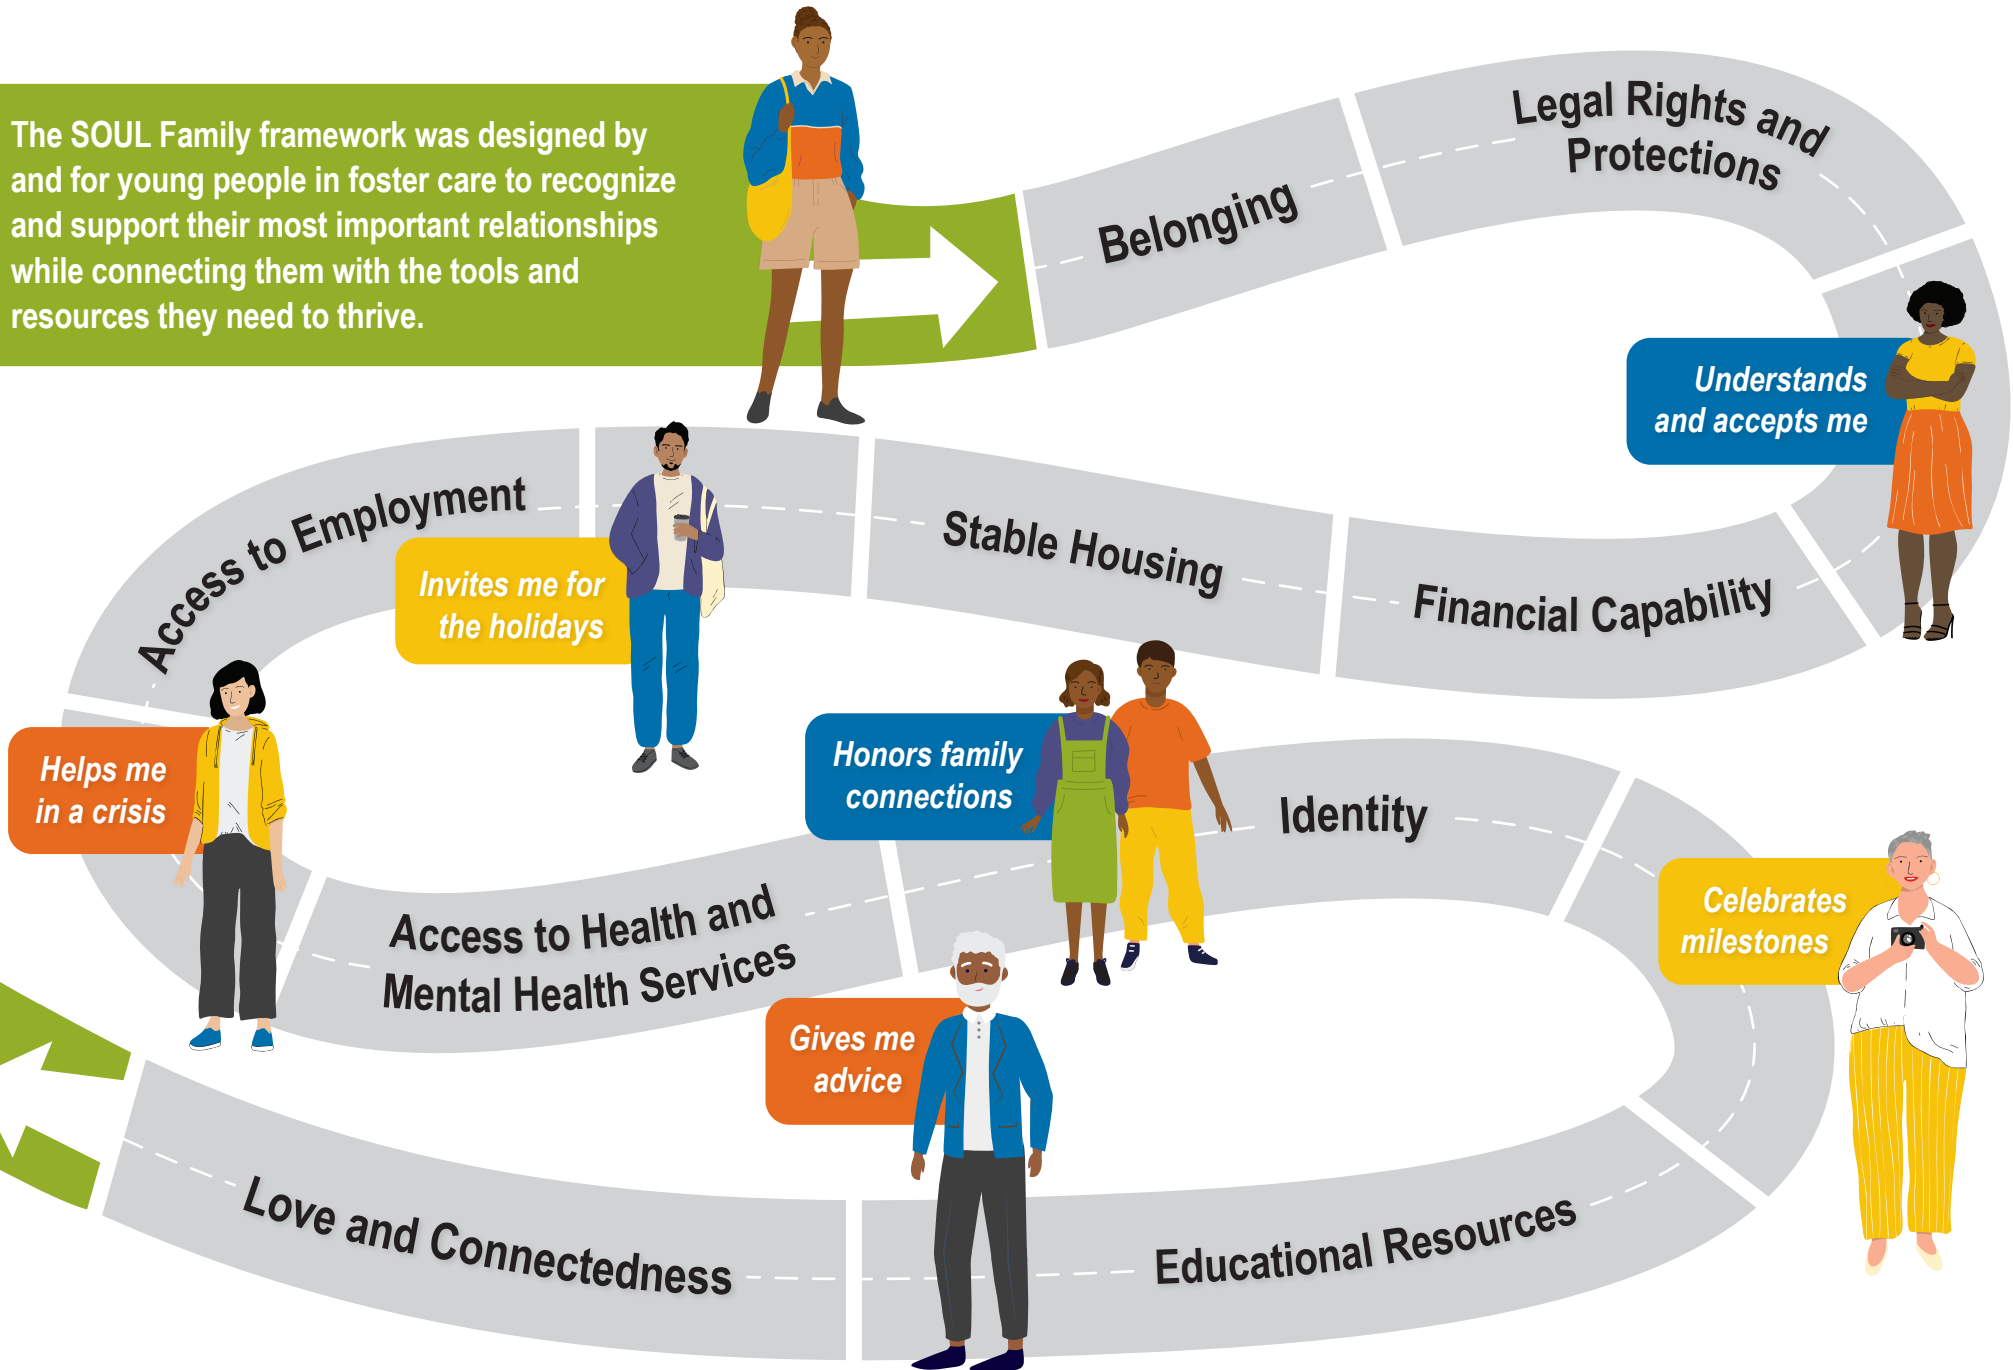 The SOUL Family framework was designed by
and for young people in foster care to recognize
and support their most important relationships
while connecting them with the tools and
resources they need to thrive.
Belonging
Legal Rights and
Protections
Understands
and accepts me
Financial Capability
Stable Housing
Invites me for
the holidays
Access to Employment
Helps me
in a crisis
Access to Health and
Mental Health Services
Honors family
connections
Identity
Celebrates
milestones
Educational Resources
Gives me
advice
Love and Connectedness